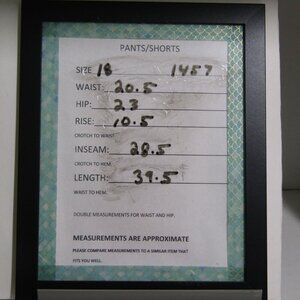 PANTS/SHORTS
SIZE 18 1457
WAIST: 20.5
HIP: 23
RISE: 10.5
CROTCH TO WAIST
INSEAM: 28.5
CROTCH TO HEM.
LENGTH: 39.5
WAIST TO HEM.
DOUBLE MEASUREMENTS FOR WAIST AND HIP.
MEASUREMENTS ARE APPROXIMATE
PLEASE COMPARE MEASUREMENTS TO A SIMILAR ITEM THAT
FITS YOU WELL.